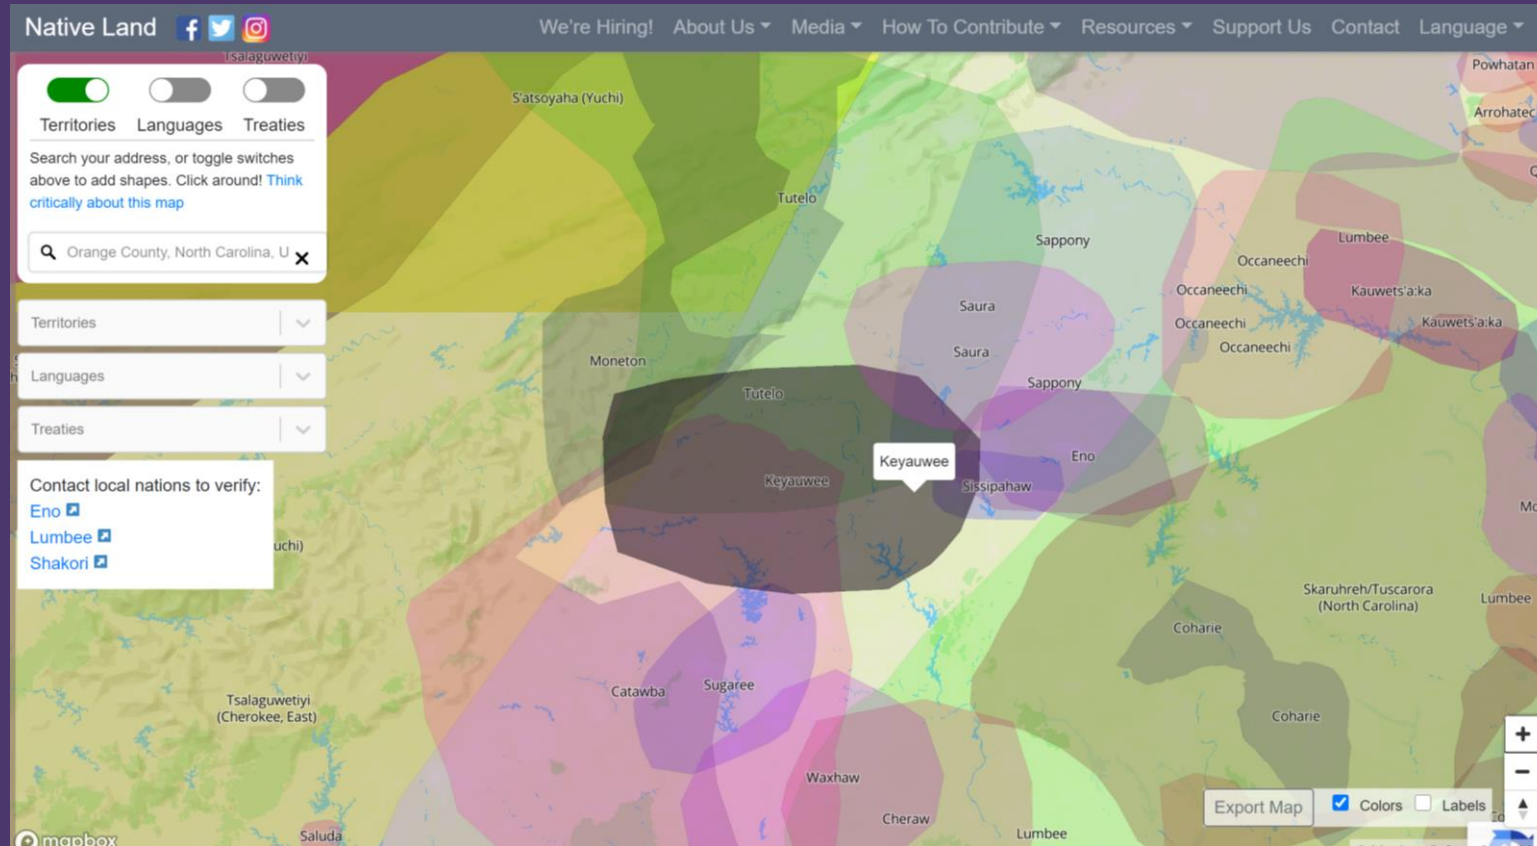 Native Land
We're Hiring! About Us Media How To Contribute Resources Support Us Contact Language
Tsalaguwetiyi
Territories Languages Treaties
Search your address, or toggle switches
above to add shapes. Click around! Think
critically about this map
Orange County, North Carolina, U
Territories
Languages
Treaties
Contact local nations to verify:
Eno
Lumbee
Shakori
uchi)
S'atsoyaha (Yuchi)
Powhatan
Arrohatec
Tutelo
Sappony
Lumbee
Occaneechi
Occaneechi
Kauwets'a:ka
Saura
Occaneechi
Kauwets'a:ka
Occaneechi
Saura
Moneton
Sappony
Tutelo
Keyauwee
Eno
Keyauwee
Sissipahaw
Skaruhreh/Tuscarora
(North Carolina)
Lumbee
Coharie
Catawba
Sugaree
Tsalaguwetiyi
(Cherokee, East)
Coharie
Waxhaw
Cheraw
Lumbee
Saluda
Export Map Colors Labels
mapbox